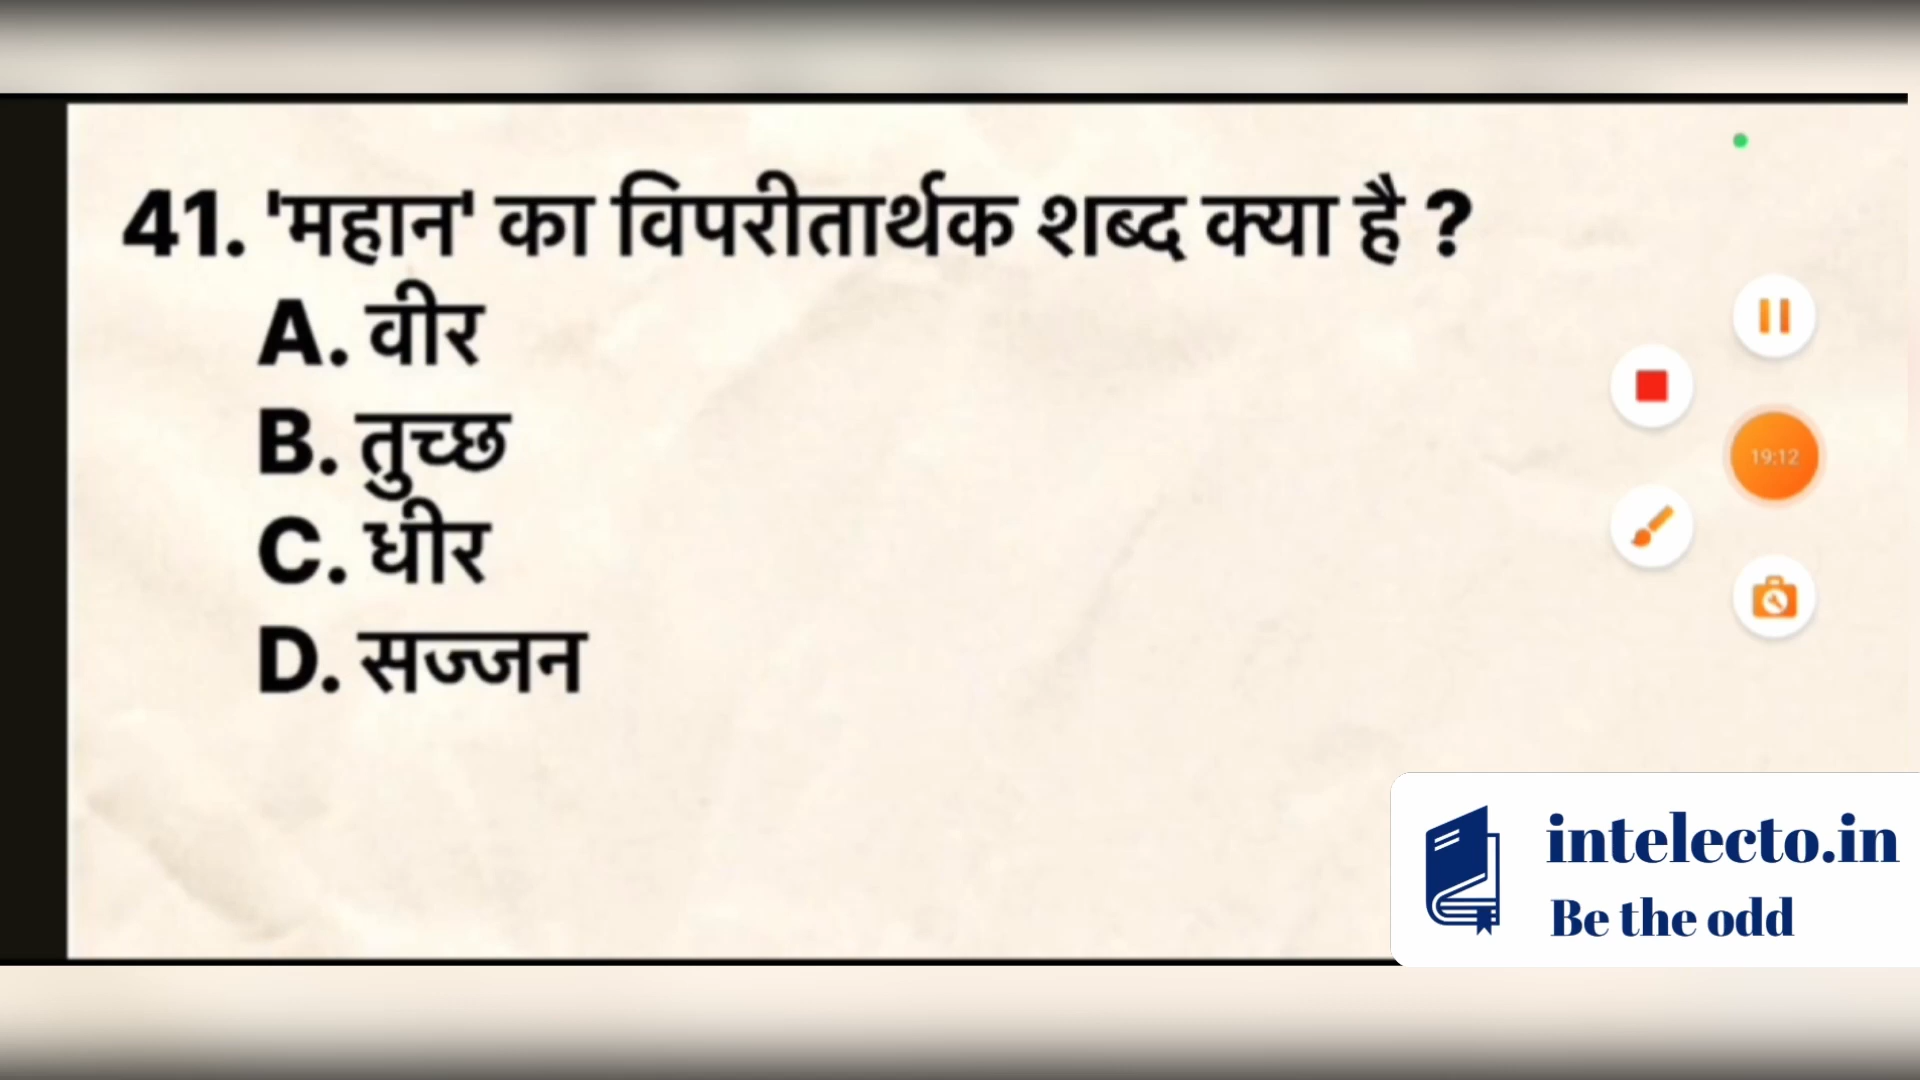 41. 'महान' का विपरीतार्थक शब्द क्या है ?
A. वीर
B. तुच्छ
C. धीर
D. सज्जन
19:12
intelecto.in
Be the odd